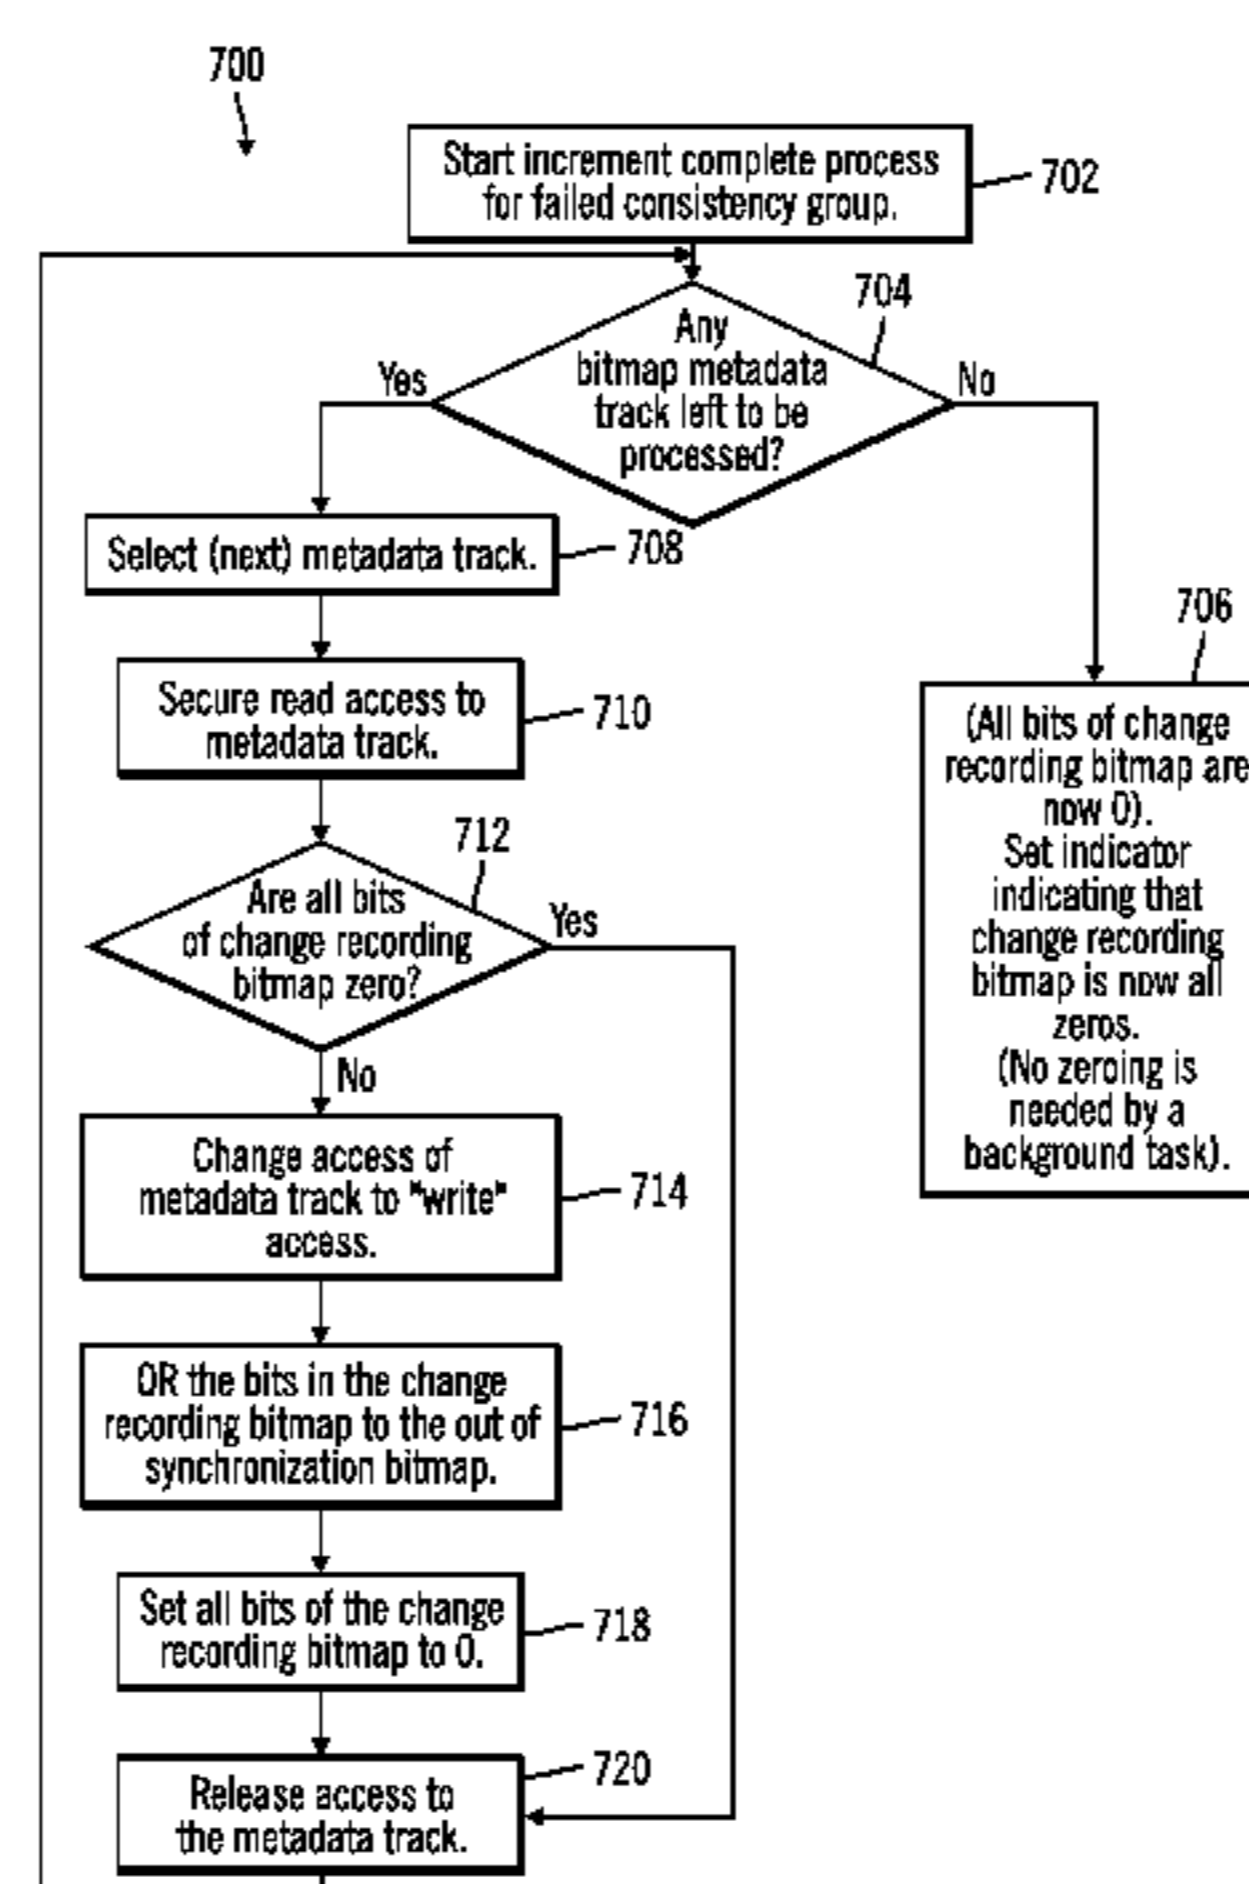 700
Start increment complete process
for failed consistency group.
702
704
Any
bitmap metadada
track left to be
processed?
Yes
No
Select (next) metadata track.
708
706
Secure read access to
metadata track.
710
(All bits of change
recording bitmap are
now 0).
Set indicator
indicating that
change recording
bitmap is now all
zeros.
(No zeroing is
needed by a
background task).
712
Are all bits
of change recording
bitmap zero?
Yes
No
Change access of
metadata track to "write"
access.
714
OR the bits in the change
recording bitmap to the out of
synchronization bitmap.
716
Set all bits of the change
recording bitmap to 0.
718
720
Release access to
the metadata track.